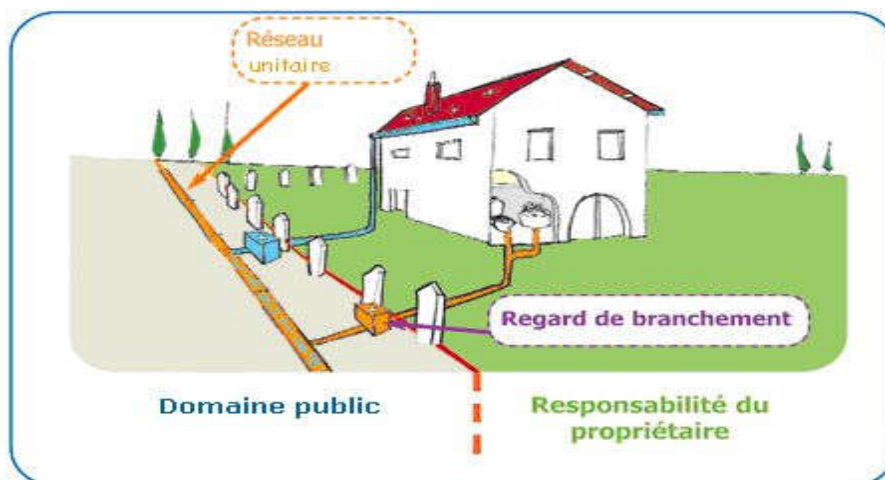 Réseau
unitaire
Regard de branchement
Domaine public
Responsabilité du
propriétaire